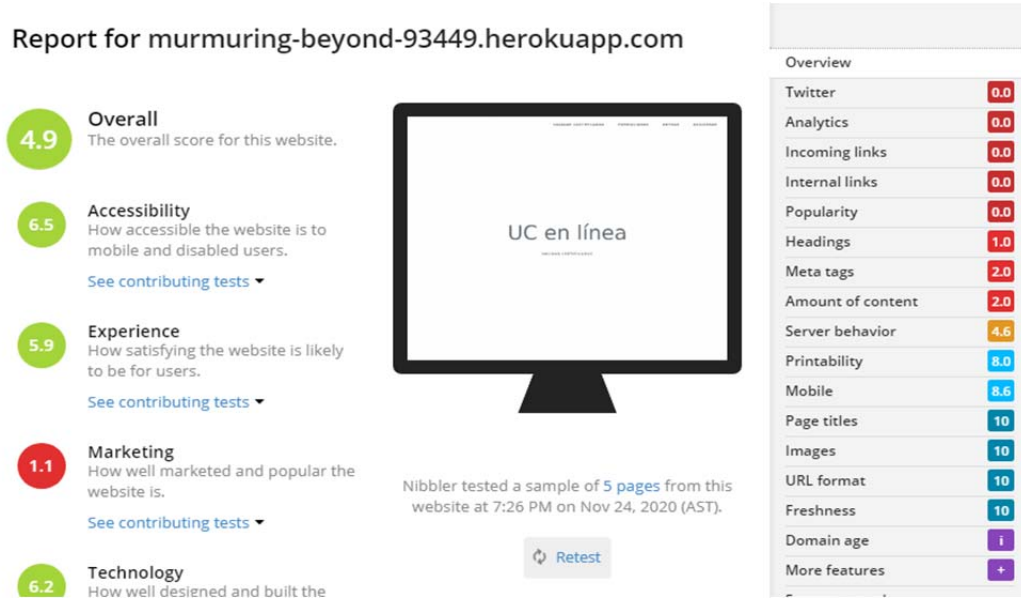 Report for murmuring-beyond-93449.herokuapp.com
4.9
Overall
The overall score for this website.
6.5
Accessibility
How accessible the website is to
mobile and disabled users.
See contributing tests
5.9
Experience
How satisfying the website is likely
to be for users.
See contributing tests
1.1
Marketing
How well marketed and popular the
website is.
See contributing tests
6.2
Technology
How well designed and built the
UC en línea
Nibbler tested a sample of 5 pages from this
website at 7:26 PM on Nov 24, 2020 (AST).
Retest
Overview
Twitter 0.0
Analytics 0.0
Incoming links 0.0
Internal links 0.0
Popularity 0.0
Headings 1.0
Meta tags 2.0
Amount of content 2.0
Server behavior 4.6
Printability 8.0
Mobile 8.6
Page titles 10
Images 10
URL format 10
Freshness 10
Domain age i
More features +